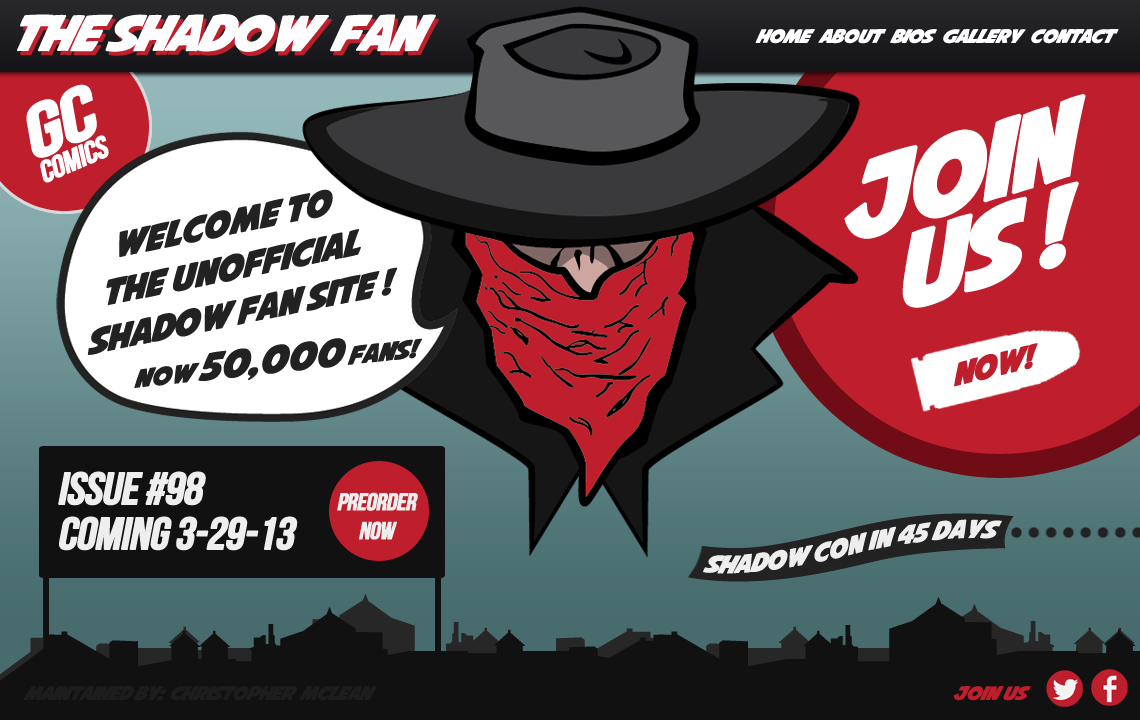 THE SHADOW FAN
HOME ABOUT BIOS GALLERY CONTACT
GC
COMICS
WELCOME TO
THE UNOFFICIAL
SHADOW FAN SITE !
NOW 50,000 FANS!
JOIN
US !
NOW!
ISSUE #98
COMING 3-29-13
PREORDER
NOW
SHADOW CON IN 45 DAYS
MAINTAINED BY: CHRISTOPHER MCLEAN
JOIN US